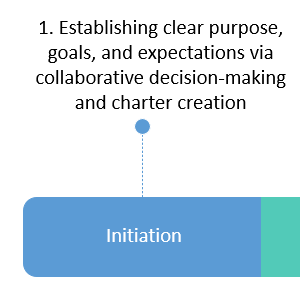 1. Establishing clear purpose,
goals, and expectations via
collaborative decision-making
and charter creation
Initiation